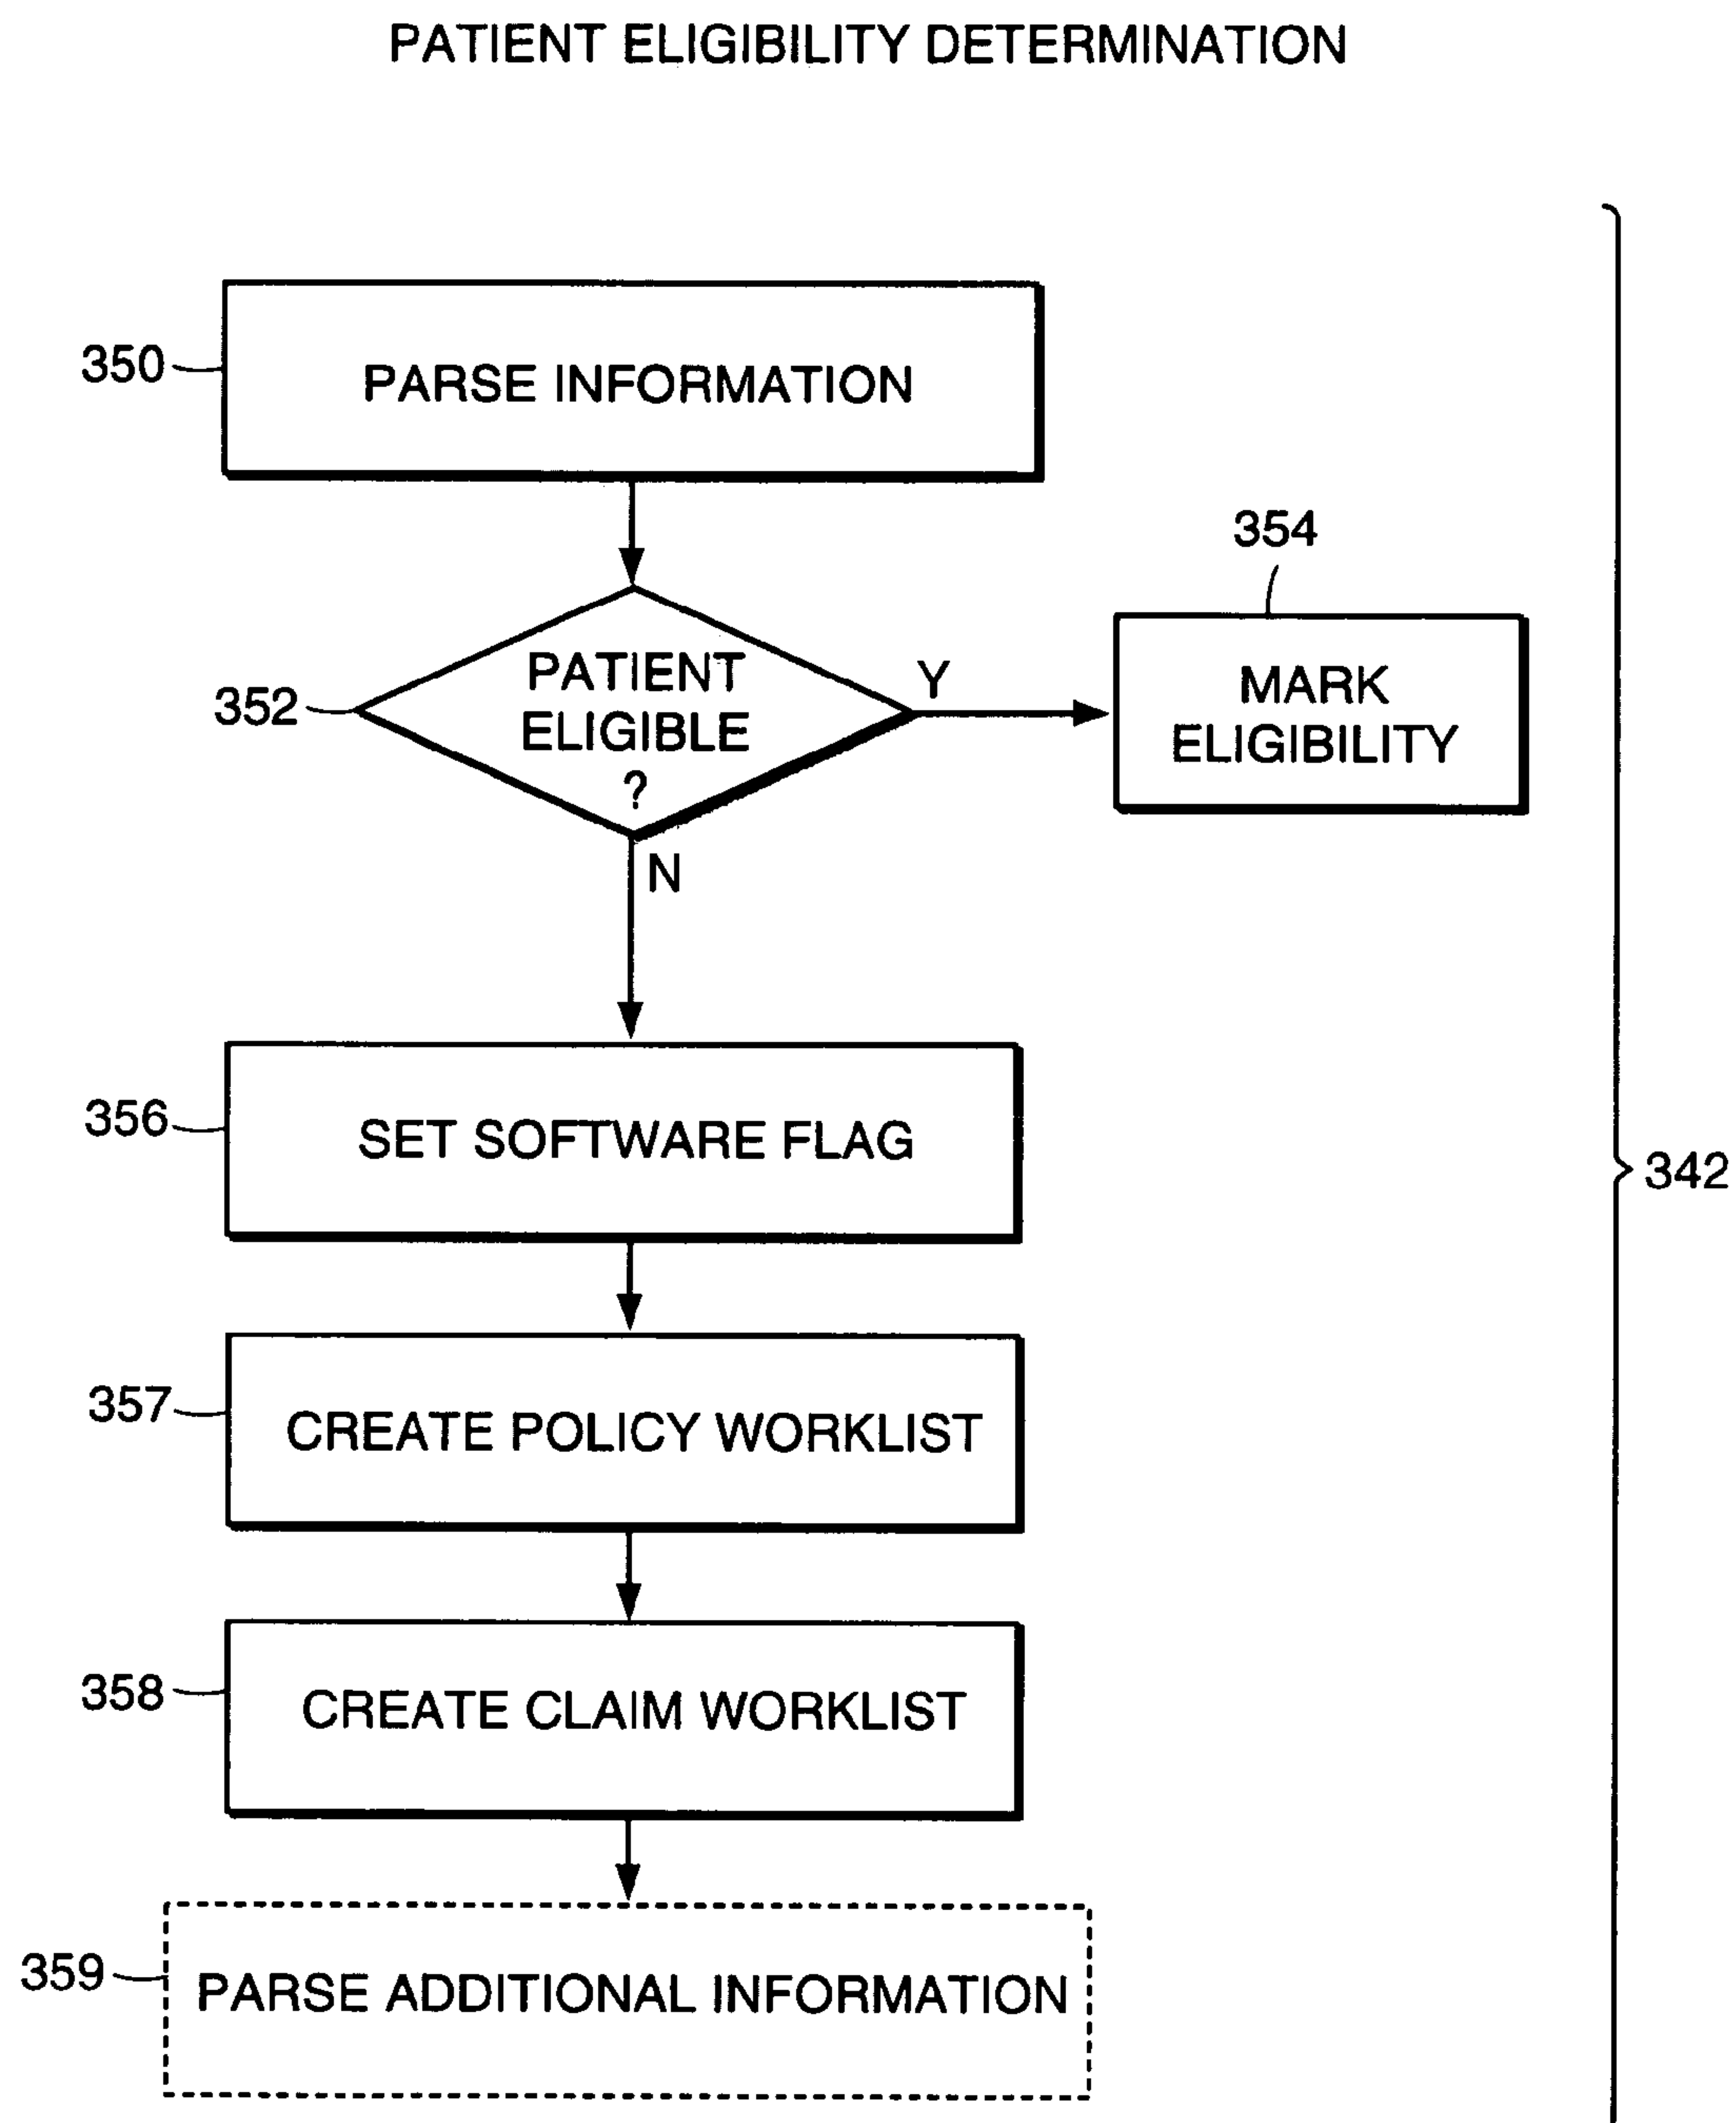 PATIENT ELIGIBILITY DETERMINATION
350
PARSE INFORMATION
354
352
PATIENT
ELIGIBLE
?
Y
MARK
ELIGIBILITY
N
356
SET SOFTWARE FLAG
342
357
CREATE POLICY WORKLIST
358
CREATE CLAIM WORKLIST
359
PARSE ADDITIONAL INFORMATION